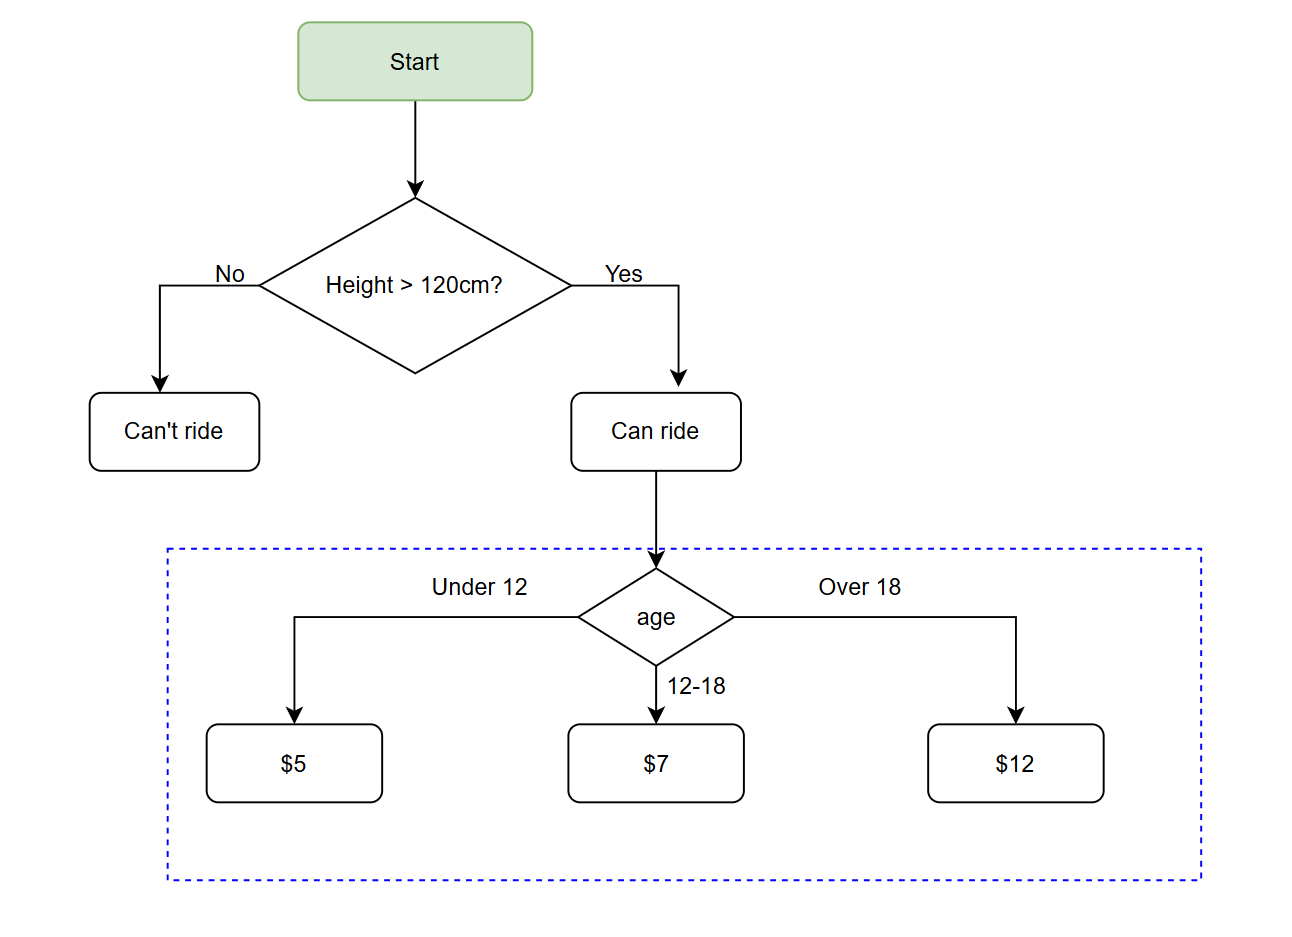 Start
No
Height > 120cm?
Yes
Can't ride
Can ride
Under 12
age
Over 18
12-18
$5
$7
$12